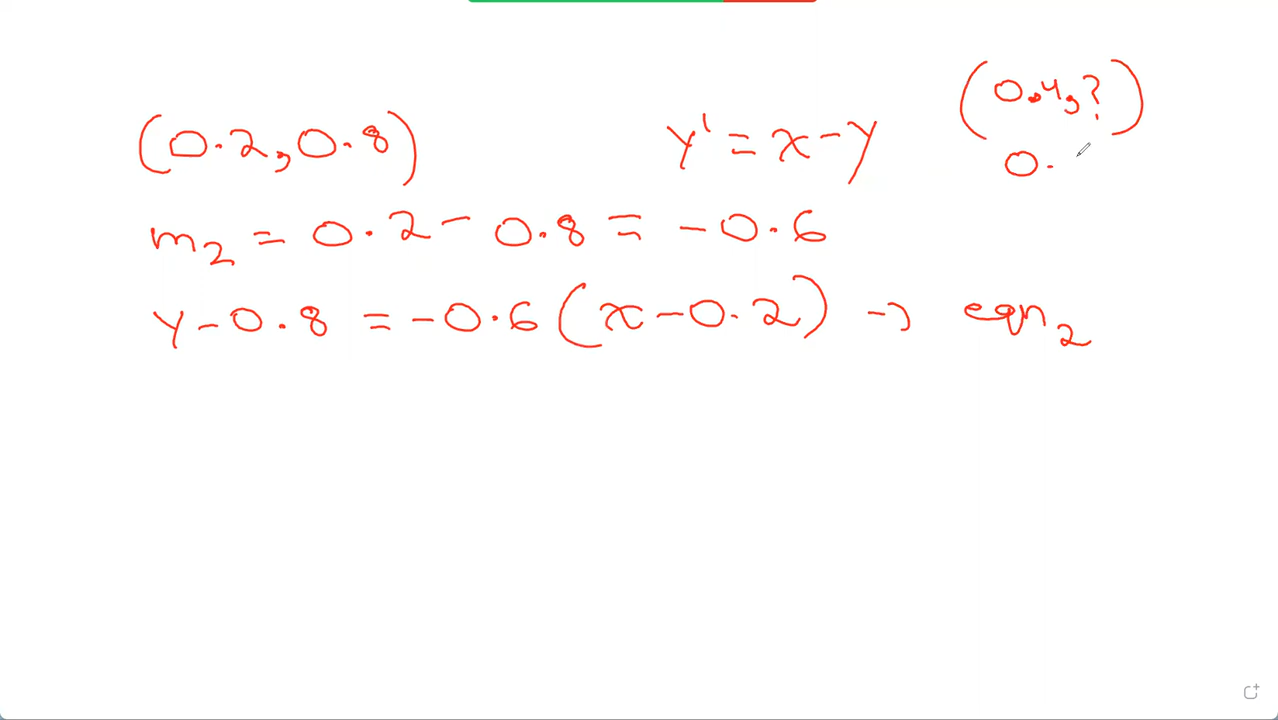 (0.4, ?)
(0.2, 0.8) y' = x - y
0.
m₂ = 0.2 - 0.8 = -0.6
y - 0.8 = -0.6 (x - 0.2) → eqn₂